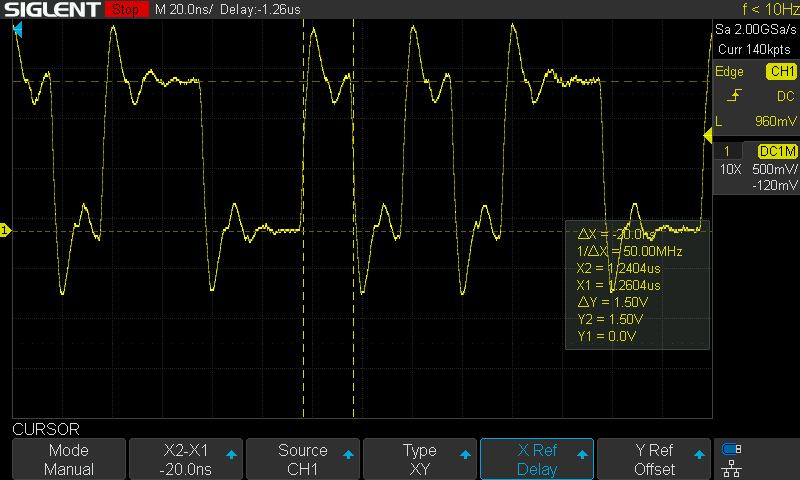 SIGLENT Stop M 20.0ns/ Delay:-1.26us f < 10Hz
Sa 2.00GSa/s
Curr 140kpts
Edge CH1
DC
L 960mV
1 DC1M
10X 500mV/
-120mV
1
ΔX = -20.0ns
1/ΔX = 50.00MHz
X2 = 1.2404us
X1 = 1.2604us
ΔY = 1.50V
Y2 = 1.50V
Y1 = 0.0V
CURSOR
Mode X2-X1 Source Type X Ref Y Ref
Manual -20.0ns CH1 XY Delay Offset